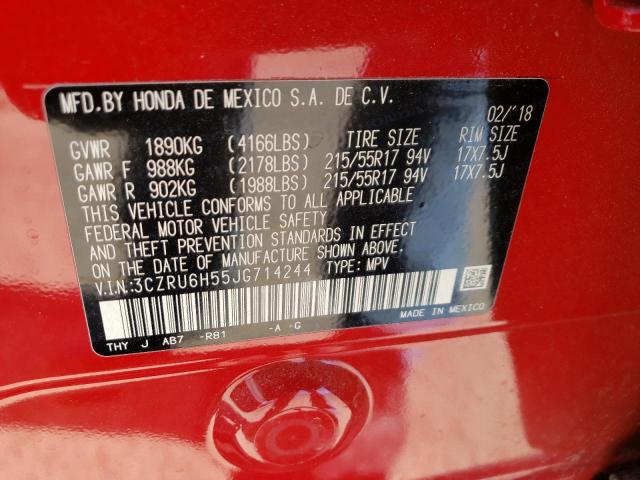 MFD.BY HONDA DE MEXICO S.A. DE C.V.
02/'18
GVWR 1890KG (4166LBS) TIRE SIZE RIM SIZE
GAWR F 988KG (2178LBS) 215/55R17 94V 17X7.5J
GAWR R 902KG (1988LBS) 215/55R17 94V 17X7.5J
THIS VEHICLE CONFORMS TO ALL APPLICABLE
FEDERAL MOTOR VEHICLE SAFETY
AND THEFT PREVENTION STANDARDS IN EFFECT
ON THE DATE OF MANUFACTURE SHOWN ABOVE.
V.I.N:3CZRU6H55JG714244 TYPE: MPV
THY J AB7 -R81 -A -G
MADE IN MEXICO